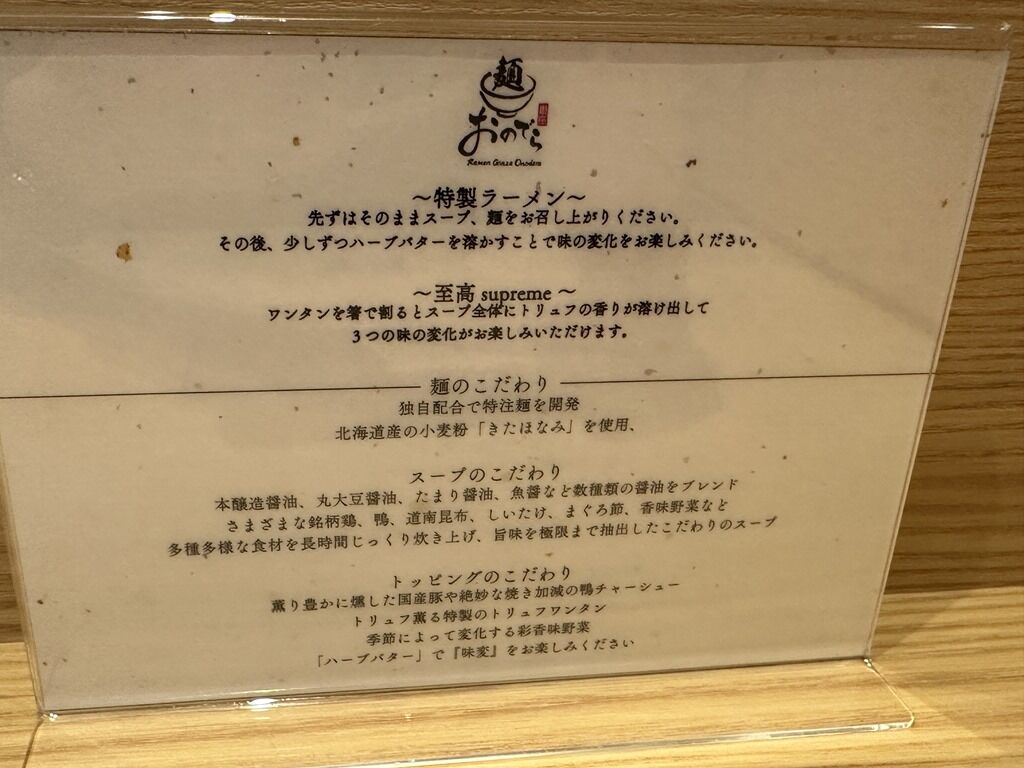 麺
おのでら
銀座
Ramen Ginza Onodera
～特製ラーメン～
先ずはそのままスープ、麺をお召し上がりください。
その後、少しずつハーブバターを溶かすことで味の変化をお楽しみください。
～至高 supreme ～
ワンタンを箸で割るとスープ全体にトリュフの香りが溶け出して
３つの味の変化がお楽しみいただけます。
麺のこだわり
独自配合で特注麺を開発
北海道産の小麦粉「きたほなみ」を使用、
スープのこだわり
本醸造醤油、丸大豆醤油、たまり醤油、魚醤など数種類の醤油をブレンド
さまざまな銘柄鶏、鴨、道南昆布、しいたけ、まぐろ節、香味野菜など
多種多様な食材を長時間じっくり炊き上げ、旨味を極限まで抽出したこだわりのスープ
トッピングのこだわり
薫り豊かに燻した国産豚や絶妙な焼き加減の鴨チャーシュー
トリュフ薫る特製のトリュフワンタン
季節によって変化する彩香味野菜
「ハーブバター」で『味変』をお楽しみください